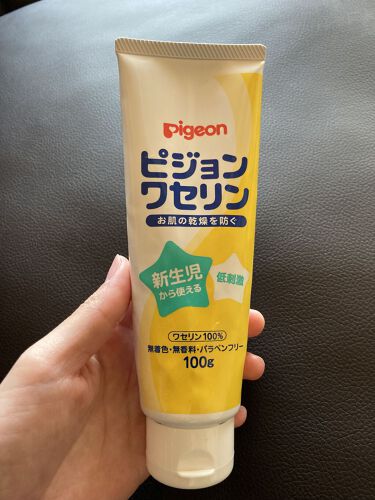 Pigeon
ピジョン
ワセリン
お肌の乾燥を防ぐ
新生児
から使える
低刺激
ワセリン100%
無着色・無香料・パラベンフリー
100g